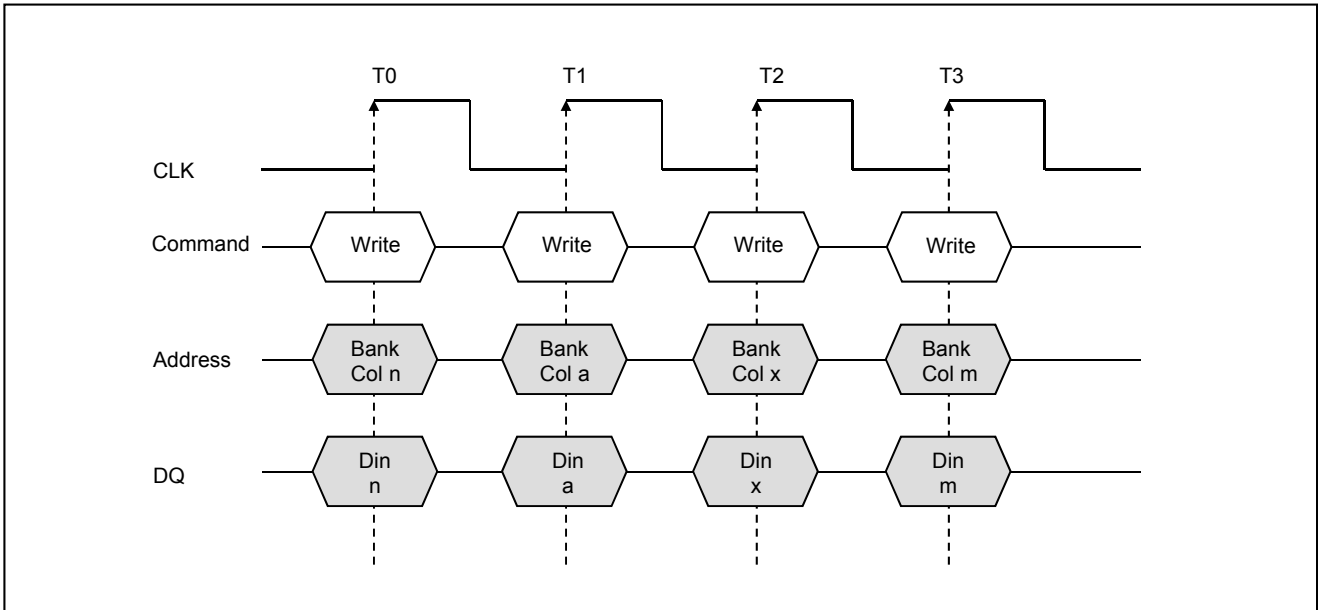 T0 T1 T2 T3
CLK
Command Write Write Write Write
Address
Bank Bank Bank Bank
Col n Col a Col x Col m
DQ
Din Din Din Din
n a x m